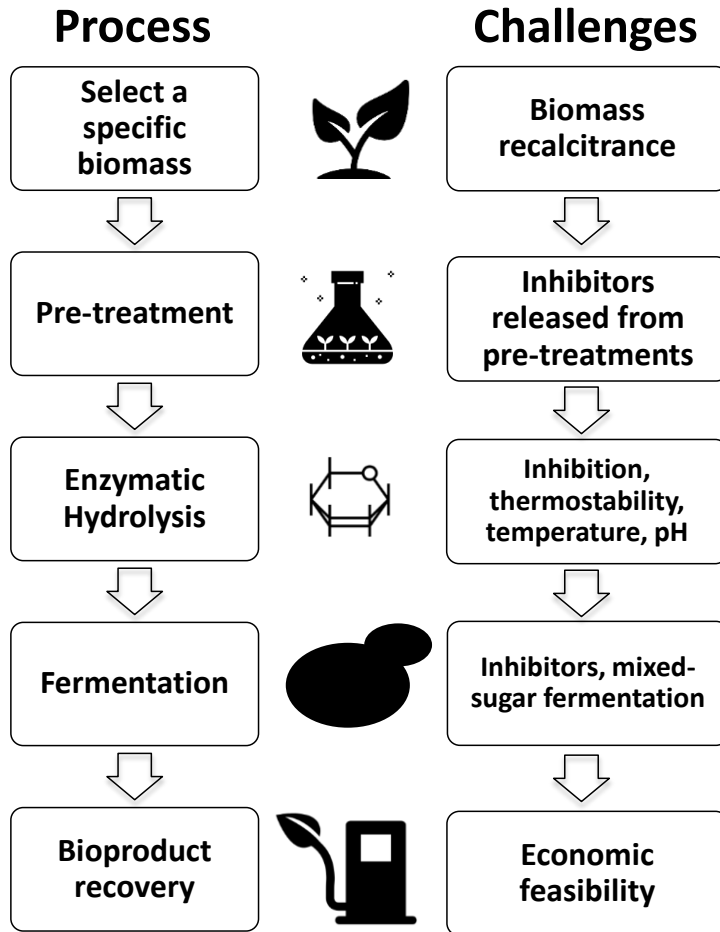 Process
Challenges
Select a
specific
biomass
Biomass
recalcitrance
Pre-treatment
Inhibitors
released from
pre-treatments
Enzymatic
Hydrolysis
Inhibition,
thermostability,
temperature, pH
Fermentation
Inhibitors, mixed-
sugar fermentation
Bioproduct
recovery
Economic
feasibility